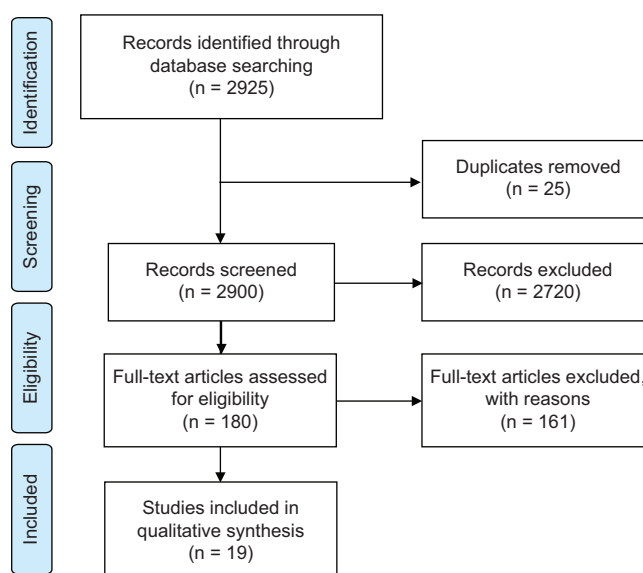 Identification
Records identified through
database searching
(n = 2925)
Duplicates removed
(n = 25)
Screening
Records screened
(n = 2900)
Records excluded
(n = 2720)
Eligibility
Full-text articles assessed
for eligibility
(n = 180)
Full-text articles excluded,
with reasons
(n = 161)
Included
Studies included in
qualitative synthesis
(n = 19)